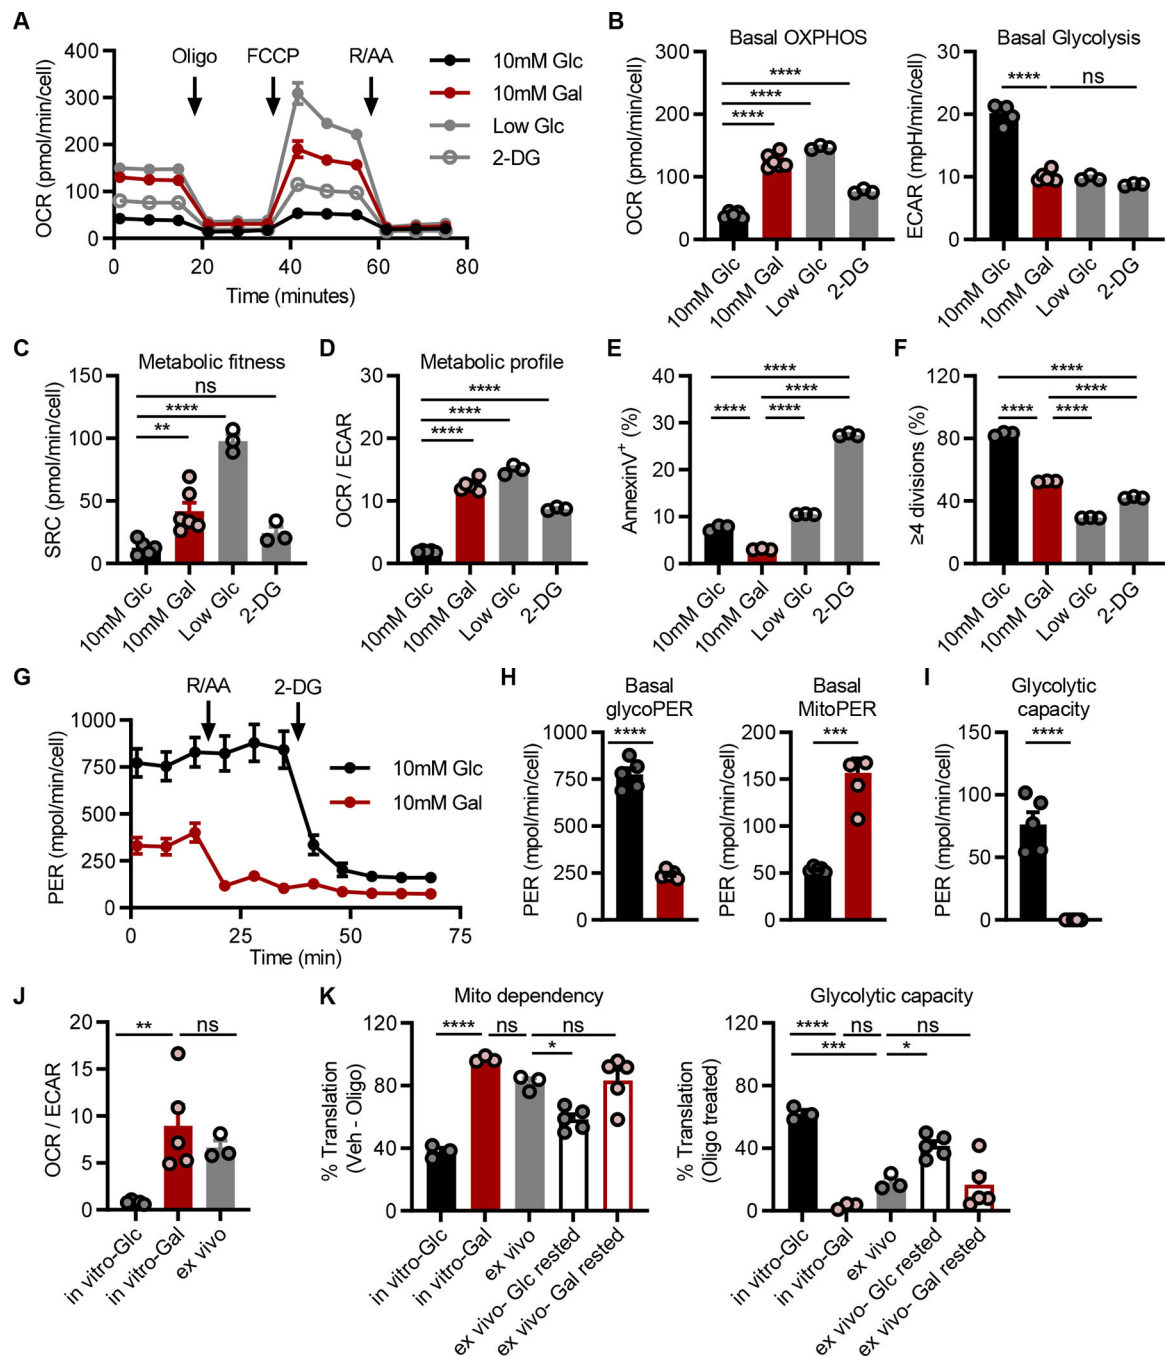 A
Oligo FCCP R/AA
OCR (pmol/min/cell)
400
300
200
100
0
0 20 40 60 80
Time (minutes)
10mM Glc
10mM Gal
Low Glc
2-DG
B
Basal OXPHOS
OCR (pmol/min/cell)
300
200
100
0
****
****
****
10mM Glc 10mM Gal Low Glc 2-DG
Basal Glycolysis
ECAR (mpH/min/cell)
30
20
10
0
**** ns
10mM Glc 10mM Gal Low Glc 2-DG
C
Metabolic fitness
SRC (pmol/min/cell)
150
100
50
0
ns
****
**
10mM Glc 10mM Gal Low Glc 2-DG
D
Metabolic profile
OCR / ECAR
30
20
10
0
****
****
****
10mM Glc 10mM Gal Low Glc 2-DG
E
AnnexinV+ (%)
40
30
20
10
0
****
****
**** ****
10mM Glc 10mM Gal Low Glc 2-DG
F
≥4 divisions (%)
120
80
40
0
****
****
**** ****
10mM Glc 10mM Gal Low Glc 2-DG
G
R/AA 2-DG
PER (mpol/min/cell)
1000
750
500
250
0
0 25 50 75
Time (min)
10mM Glc
10mM Gal
H
Basal
glycoPER
PER (mpol/min/cell)
1000
750
500
250
0
****
Basal
MitoPER
PER (mpol/min/cell)
200
150
100
50
0
***
I
Glycolytic
capacity
PER (mpol/min/cell)
150
100
50
0
****
J
OCR / ECAR
20
15
10
5
0
** ns
in vitro-Glc in vitro-Gal ex vivo
K
Mito dependency
% Translation
(Veh - Oligo)
120
80
40
0
**** ns ns
*
in vitro-Glc in vitro-Gal ex vivo ex vivo- Glc rested ex vivo- Gal rested
Glycolytic capacity
% Translation
(Oligo treated)
120
80
40
0
**** ns ns
*** *
in vitro-Glc in vitro-Gal ex vivo ex vivo- Glc rested ex vivo- Gal rested